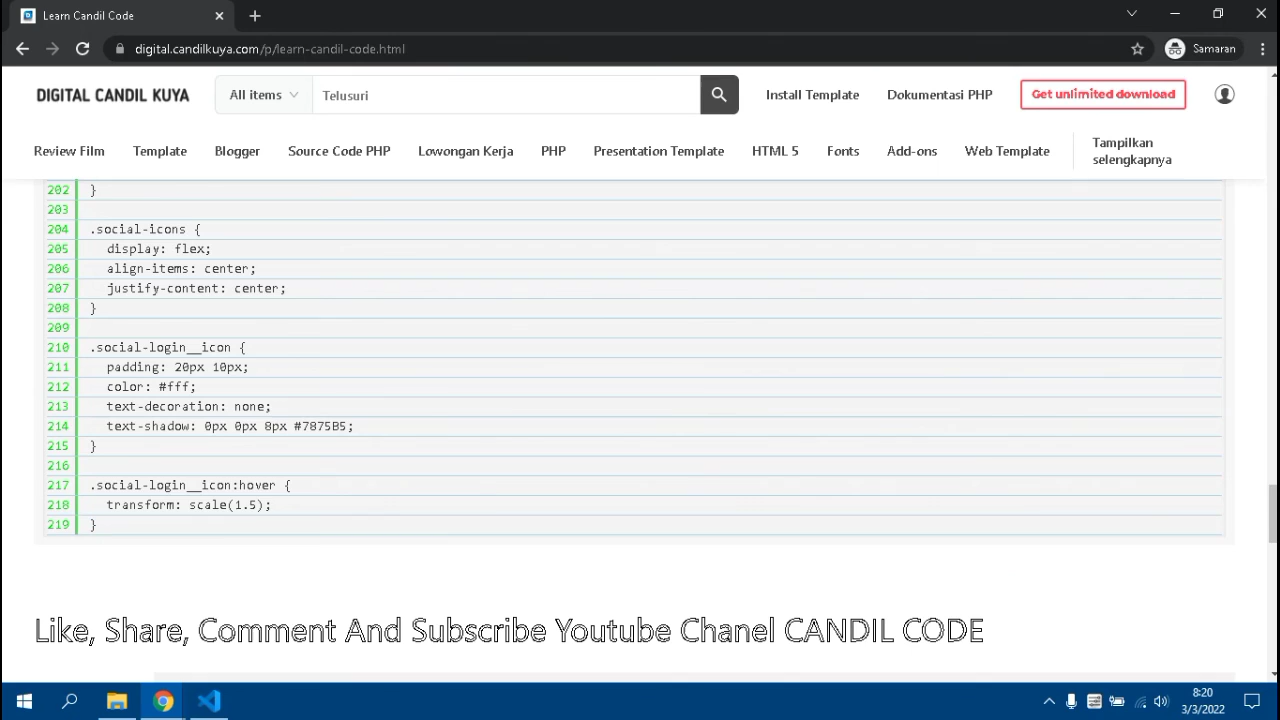 Learn Candil Code
digital.candilkuya.com/p/learn-candil-code.html
Samaran
DIGITAL CANDIL KUYA
All items
Telusuri
Install Template
Dokumentasi PHP
Get unlimited download
Review Film
Template
Blogger
Source Code PHP
Lowongan Kerja
PHP
Presentation Template
HTML 5
Fonts
Add-ons
Web Template
Tampilkan
selengkapnya
202 }
203
204 .social-icons {
205 display: flex;
206 align-items: center;
207 justify-content: center;
208 }
209
210 .social-login__icon {
211 padding: 20px 10px;
212 color: #fff;
213 text-decoration: none;
214 text-shadow: 0px 0px 8px #7875B5;
215 }
216
217 .social-login__icon:hover {
218 transform: scale(1.5);
219 }
Like, Share, Comment And Subscribe Youtube Chanel CANDIL CODE
8:20
3/3/2022